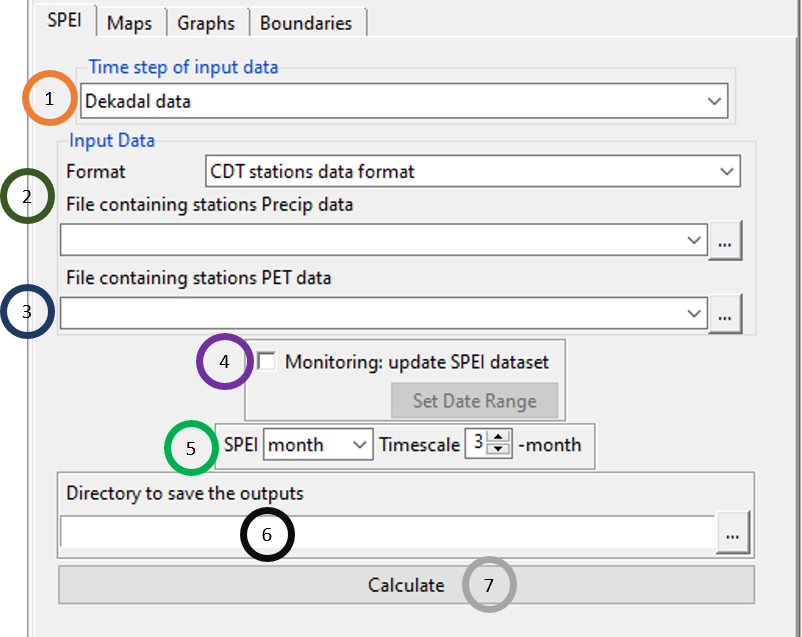 SPEI Maps Graphs Boundaries
Time step of input data
1 Dekadal data
Input Data
Format CDT stations data format
2
File containing stations Precip data
...
File containing stations PET data
3 ...
4 Monitoring: update SPEI dataset
Set Date Range
5 SPEI month Timescale 3 -month
Directory to save the outputs
6 ...
Calculate 7